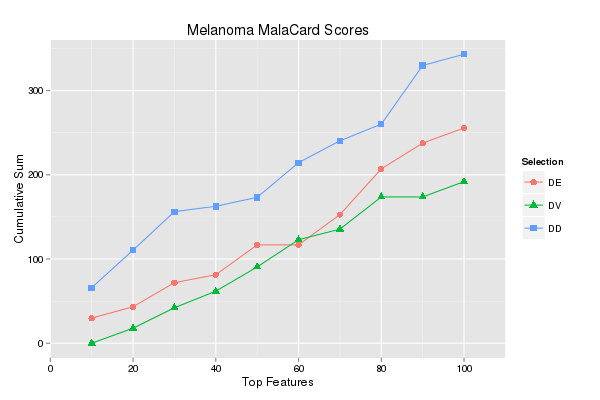 Melanoma MalaCard Scores
Cumulative Sum
300
200
100
0
0 20 40 60 80 100
Top Features
Selection
DE
DV
DD